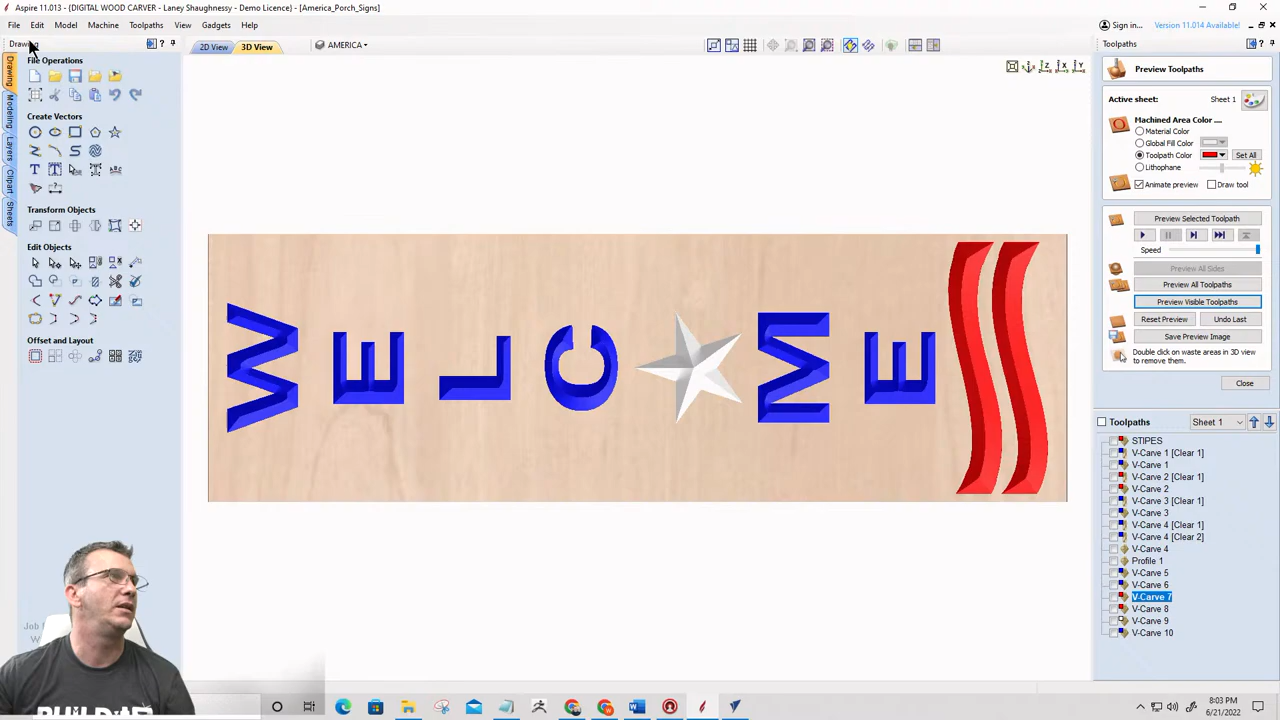 Aspire 11.013 - (DIGITAL WOOD CARVER - Laney Shaughnessy - Demo Licence) - [America_Porch_Signs]
File Edit Model Machine Toolpaths View Gadgets Help
Sign in... Version 11.014 Available!
2D View 3D View AMERICA
Toolpaths
Drawing
Modeling
Layers
Clipart
Sheets
File Operations
Create Vectors
Transform Objects
Edit Objects
Offset and Layout
WELC ME
Preview Toolpaths
Active sheet: Sheet 1
Machined Area Color ....
Material Color
Global Fill Color
Toolpath Color Set All
Lithophane
Animate preview Draw tool
Preview Selected Toolpath
Speed
Preview All Sides
Preview All Toolpaths
Preview Visible Toolpaths
Reset Preview Undo Last
Save Preview Image
Double click on waste areas in 3D view
to remove them.
Close
Toolpaths Sheet 1
STIPES
V-Carve 1 [Clear 1]
V-Carve 1
V-Carve 2 [Clear 1]
V-Carve 2
V-Carve 3 [Clear 1]
V-Carve 3
V-Carve 4 [Clear 1]
V-Carve 4 [Clear 2]
V-Carve 4
Profile 1
V-Carve 5
V-Carve 6
V-Carve 7
V-Carve 8
V-Carve 9
V-Carve 10
8:03 PM
6/21/2022